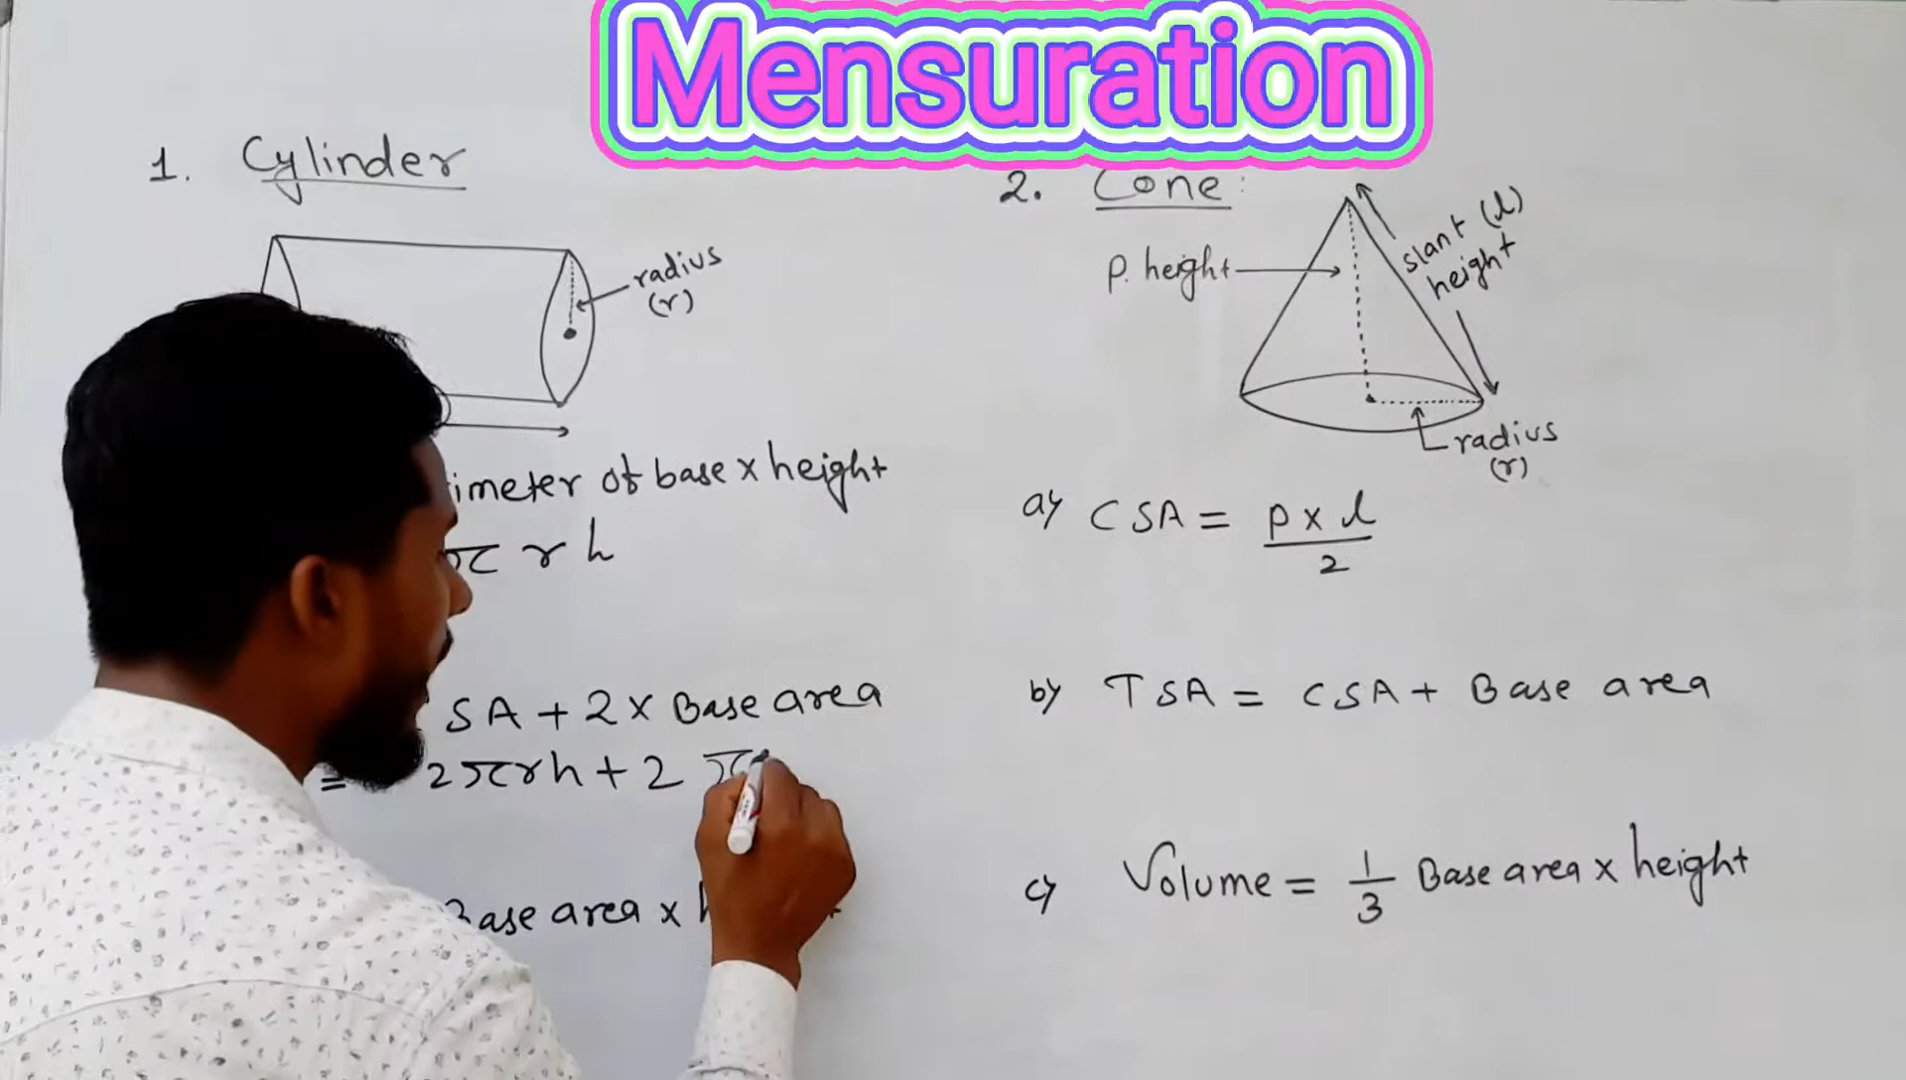 Mensuration
1. Cylinder
radius
(r)
imeter of base x height
π r h
SA + 2 x Base area
= 2πrh + 2 π
Base area x h
2. Cone:
P. height
slant (l)
height
radius
(r)
a) CSA = P x l / 2
b) TSA = CSA + Base area
c) Volume = 1/3 Base area x height